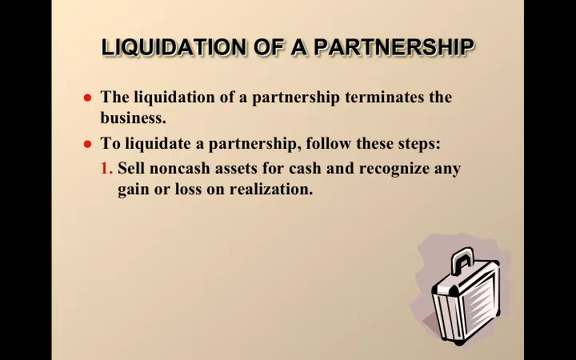 LIQUIDATION OF A PARTNERSHIP
● The liquidation of a partnership terminates the
business.
● To liquidate a partnership, follow these steps:
1. Sell noncash assets for cash and recognize any
gain or loss on realization.